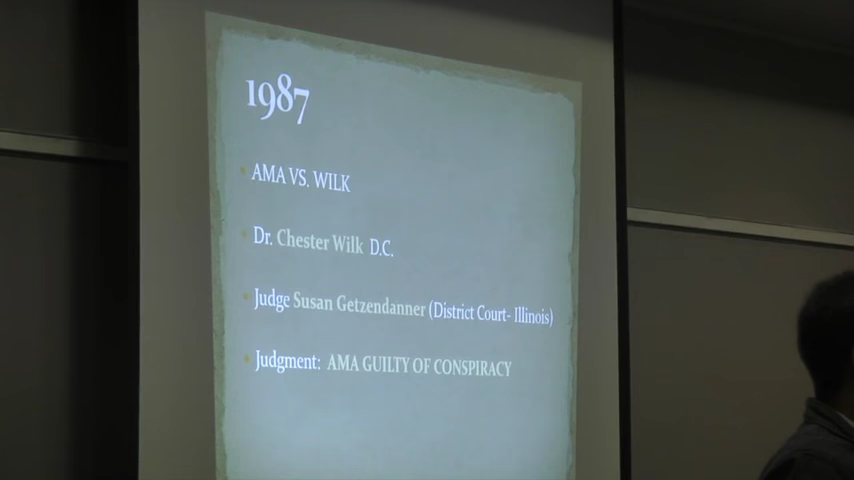 1987
AMA VS. WILK
Dr. Chester Wilk D.C.
Judge Susan Getzendanner (District Court- Illinois)
Judgment: AMA GUILTY OF CONSPIRACY